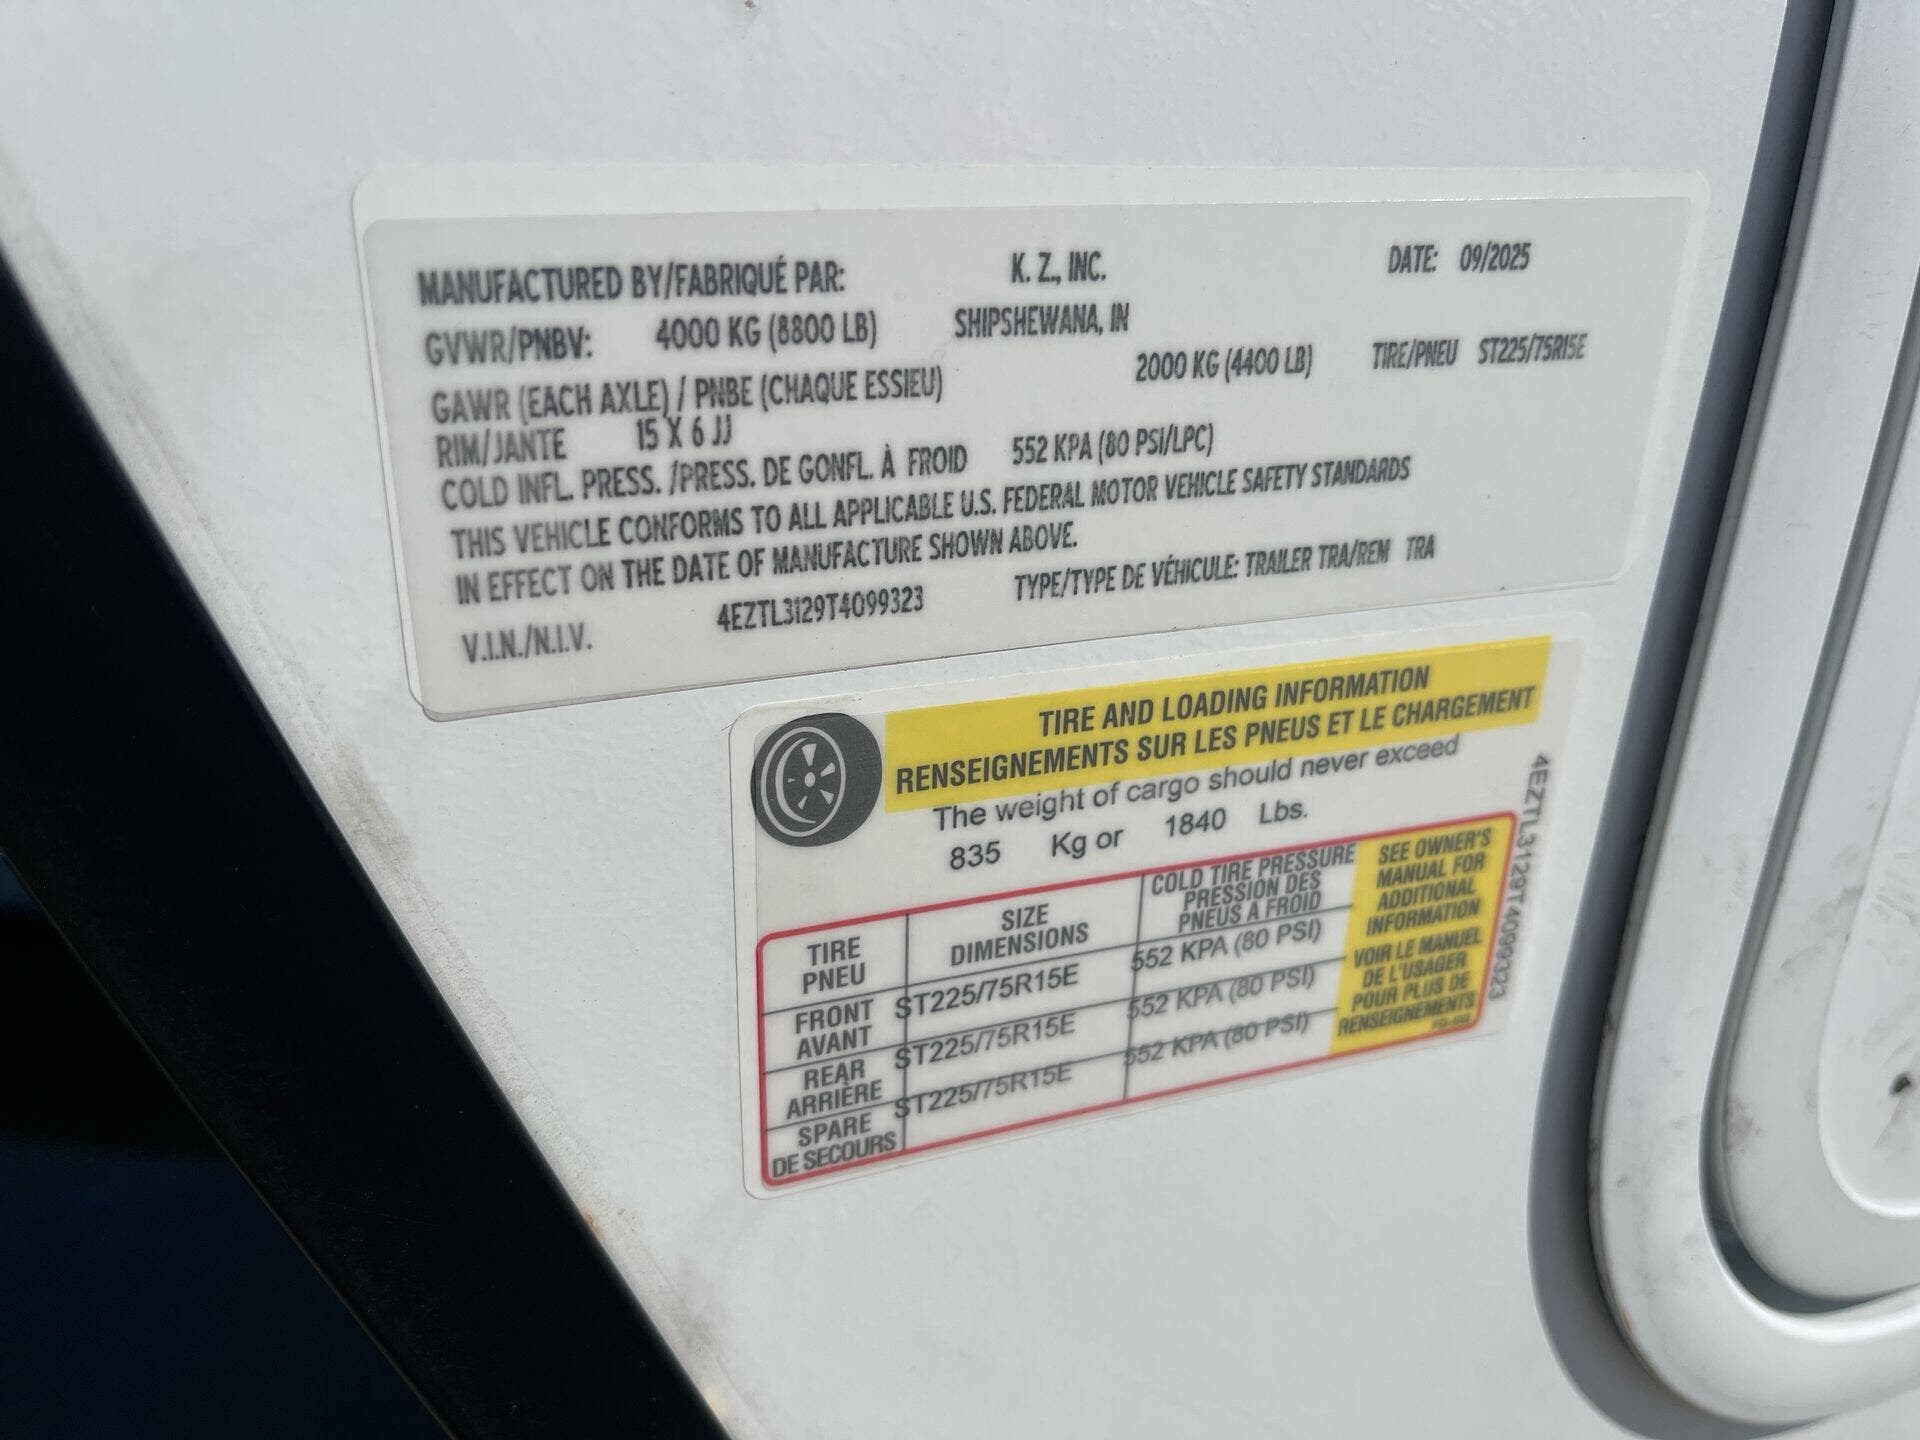 MANUFACTURED BY/FABRIQUÉ PAR: K. Z., INC. DATE: 09/2025
GVWR/PNBV: 4000 KG (8800 LB) SHIPSHEWANA, IN
GAWR (EACH AXLE) / PNBE (CHAQUE ESSIEU) 2000 KG (4400 LB) TIRE/PNEU ST225/75R15E
RIM/JANTE 15 X 6 JJ
COLD INFL. PRESS. /PRESS. DE GONFL. À FROID 552 KPA (80 PSI/LPC)
THIS VEHICLE CONFORMS TO ALL APPLICABLE U.S. FEDERAL MOTOR VEHICLE SAFETY STANDARDS
IN EFFECT ON THE DATE OF MANUFACTURE SHOWN ABOVE.
V.I.N./N.I.V. 4EZTL3129T4099323 TYPE/TYPE DE VÉHICULE: TRAILER TRA/REM TRA
TIRE AND LOADING INFORMATION
RENSEIGNEMENTS SUR LES PNEUS ET LE CHARGEMENT
The weight of cargo should never exceed
835 Kg or 1840 Lbs.
TIRE
PNEU
SIZE
DIMENSIONS
COLD TIRE PRESSURE
PRESSION DES
PNEUS A FROID
FRONT
AVANT
ST225/75R15E
552 KPA (80 PSI)
REAR
ARRIÈRE
ST225/75R15E
552 KPA (80 PSI)
SPARE
DE SECOURS
ST225/75R15E
552 KPA (80 PSI)
SEE OWNER'S
MANUAL FOR
ADDITIONAL
INFORMATION
VOIR LE MANUEL
DE L'USAGER
POUR PLUS DE
RENSEIGNEMENTS
4EZTL3129T4099323